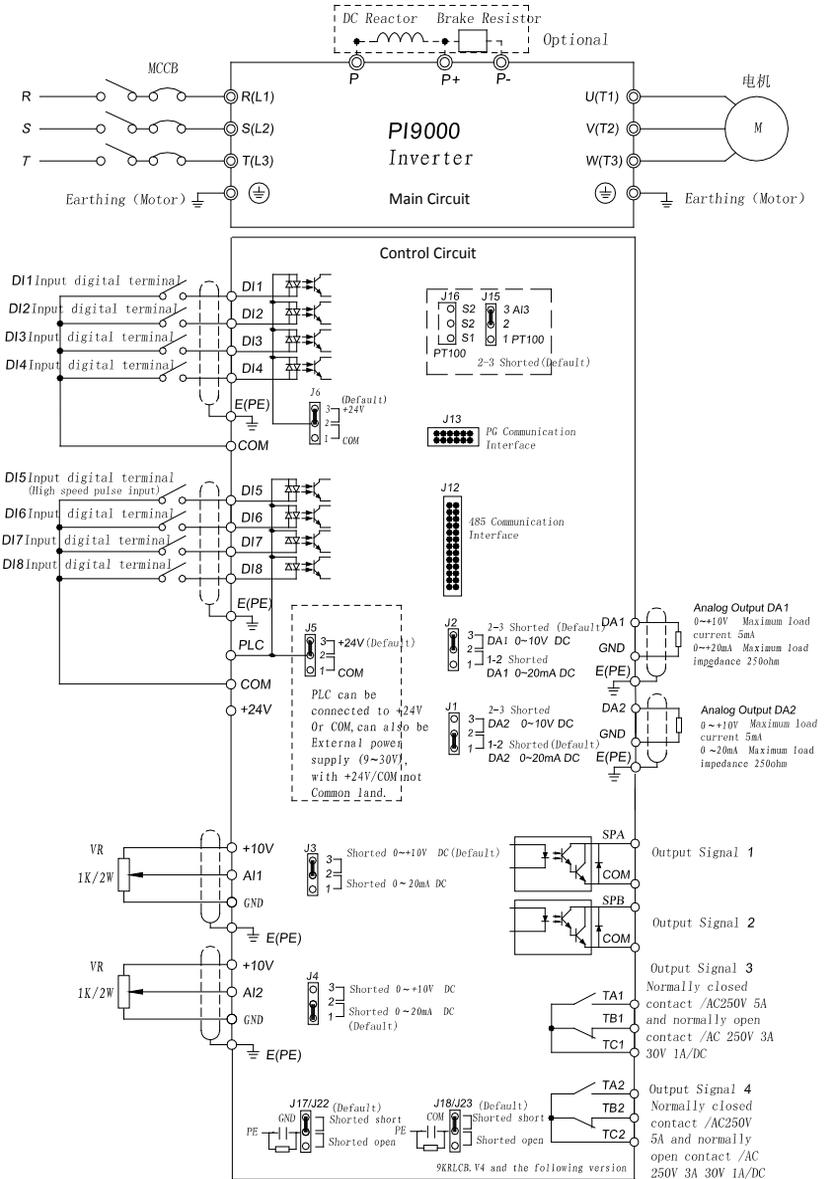 DC Reactor Brake Resistor
Optional
P P+ P-
MCCB
电机
R R(L1) U(T1)
S S(L2) V(T2) M
T T(L3) W(T3)
PI9000
Inverter
Main Circuit
Earthing (Motor) Earthing (Motor)
Control Circuit
DI1 Input digital terminal DI1
DI2 Input digital terminal DI2
DI3 Input digital terminal DI3
DI4 Input digital terminal DI4
E(PE)
COM
J6
(Default)
3 +24V
2
1 COM
J16 J15
S2 3 AI3
S2 2
S1 1 PT100
PT100
2-3 Shorted(Default)
J13
PG Communication
Interface
DI5 Input digital terminal DI5
(High speed pulse input)
DI6 Input digital terminal DI6
DI7 Input digital terminal DI7
DI8 Input digital terminal DI8
E(PE)
PLC
COM
+24V
J12
485 Communication
Interface
J5
3 +24V(Default)
2
1 COM
PLC can be
connected to +24V
Or COM,can also be
External power
supply (9~30V),
with +24V/COM not
Common land.
J2
2-3 Shorted (Default)
3 DA1 0~10V DC
2
1 1-2 Shorted
DA1 0~20mA DC
DA1
GND
E(PE)
Analog Output DA1
0~+10V Maximum load
current 5mA
0~+20mA Maximum load
impedance 250ohm
J1
2-3 Shorted
3 DA2 0~10V DC
2
1 1-2 Shorted(Default)
DA2 0~20mA DC
DA2
GND
E(PE)
Analog Output DA2
0~+10V Maximum load
current 5mA
0 ~20mA Maximum load
impedance 250ohm
VR +10V
1K/2W AI1
GND
E(PE)
J3
3 Shorted 0~+10V DC(Default)
2
1 Shorted 0~20mA DC
SPA
COM
Output Signal 1
SPB
COM
Output Signal 2
VR +10V
1K/2W AI2
GND
E(PE)
J4
3 Shorted 0~+10V DC
2
1 Shorted 0~20mA DC
(Default)
TA1
TB1
TC1
Output Signal 3
Normally closed
contact /AC250V 5A
and normally open
contact /AC 250V 3A
30V 1A/DC
TA2
TB2
TC2
Output Signal 4
Normally closed
contact /AC250V
5A and normally
open contact /AC
250V 3A 30V 1A/DC
J17/J22 (Default)
GND Shorted short
PE
Shorted open
J18/J23 (Default)
COM Shorted short
PE
Shorted open
9KRLCB.V4 and the following version